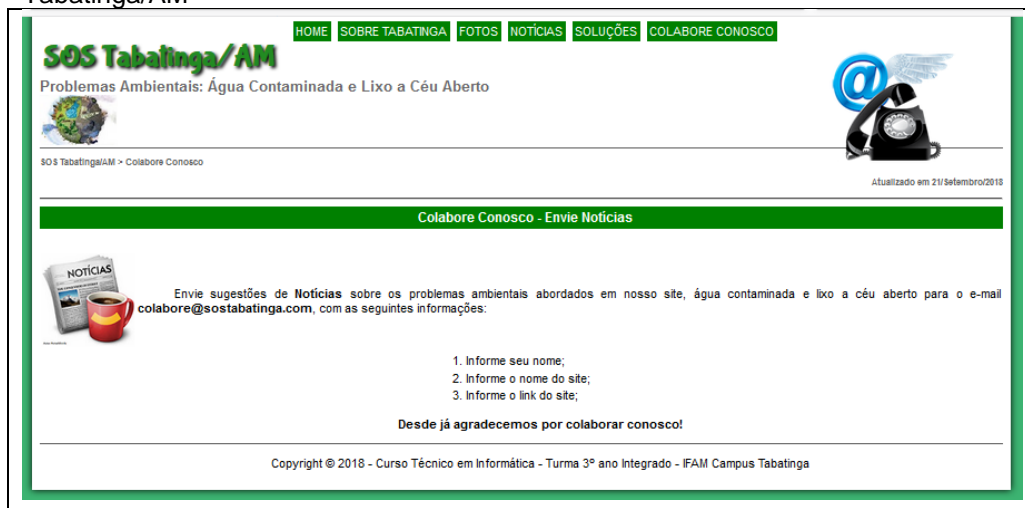 Tabatinga/AM
HOME SOBRE TABATINGA FOTOS NOTÍCIAS SOLUÇÕES COLABORE CONOSCO
SOS Tabatinga/AM
Problemas Ambientais: Água Contaminada e Lixo a Céu Aberto
SOS Tabatinga/AM > Colabore Conosco
Atualizado em 21/Setembro/2018
Colabore Conosco - Envie Notícias
NOTÍCIAS
Envie sugestões de Notícias sobre os problemas ambientais abordados em nosso site, água contaminada e lixo a céu aberto para o e-mail
colabore@sostabatinga.com, com as seguintes informações:
1. Informe seu nome;
2. Informe o nome do site;
3. Informe o link do site;
Desde já agradecemos por colaborar conosco!
Copyright © 2018 - Curso Técnico em Informática - Turma 3º ano Integrado - IFAM Campus Tabatinga